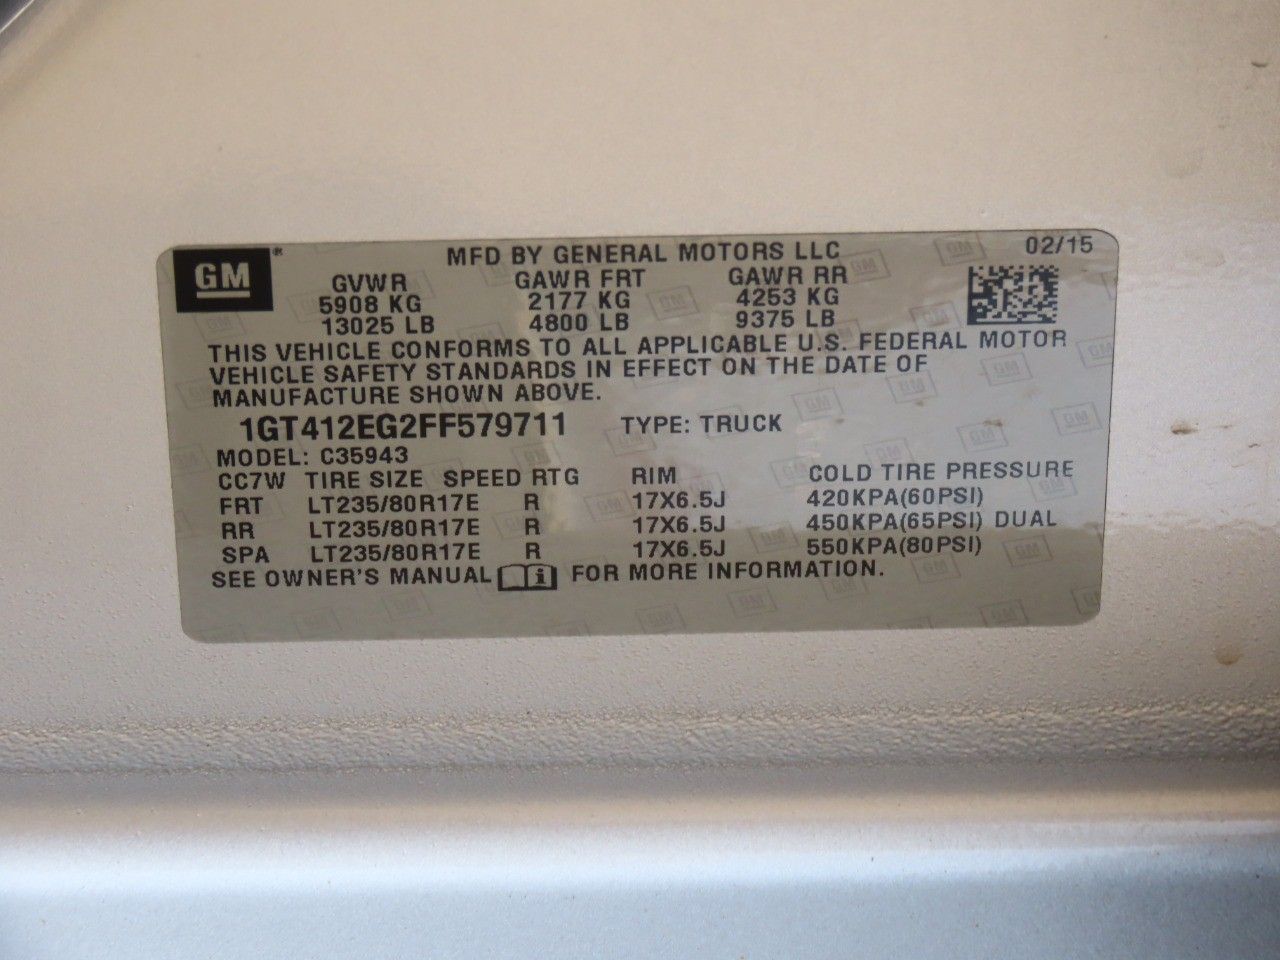 GM® MFD BY GENERAL MOTORS LLC 02/15
GVWR GAWR FRT GAWR RR
5908 KG 2177 KG 4253 KG
13025 LB 4800 LB 9375 LB
THIS VEHICLE CONFORMS TO ALL APPLICABLE U.S. FEDERAL MOTOR
VEHICLE SAFETY STANDARDS IN EFFECT ON THE DATE OF
MANUFACTURE SHOWN ABOVE.
1GT412EG2FF579711 TYPE: TRUCK
MODEL: C35943
CC7W TIRE SIZE SPEED RTG RIM COLD TIRE PRESSURE
FRT LT235/80R17E R 17X6.5J 420KPA(60PSI)
RR LT235/80R17E R 17X6.5J 450KPA(65PSI) DUAL
SPA LT235/80R17E R 17X6.5J 550KPA(80PSI)
SEE OWNER'S MANUAL i FOR MORE INFORMATION.